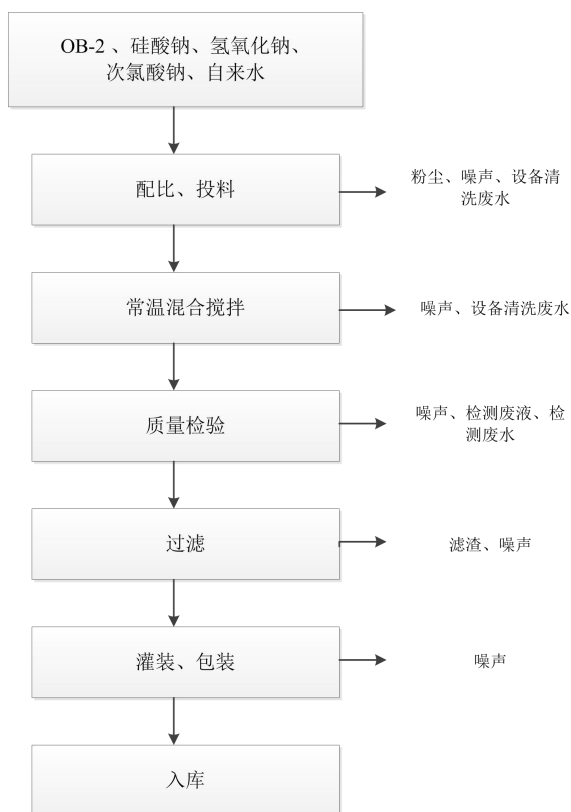 OB-2 、硅酸钠、氢氧化钠、
次氯酸钠、自来水
配比、投料
粉尘、噪声、设备清
洗废水
常温混合搅拌
噪声、设备清洗废水
质量检验
噪声、检测废液、检
测废水
过滤
滤渣、噪声
灌装、包装
噪声
入库